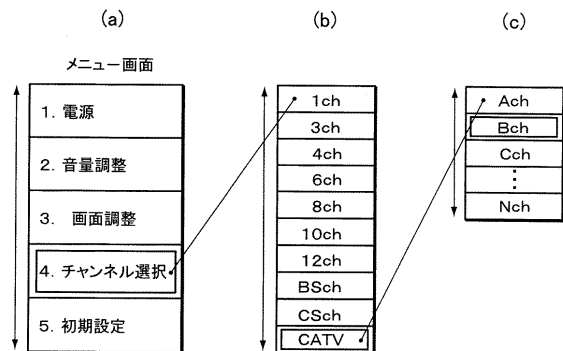 (a)
メニュー画面
1. 電源
2. 音量調整
3. 画面調整
4. チャンネル選択
5. 初期設定
(b)
1ch
3ch
4ch
6ch
8ch
10ch
12ch
BSch
CSch
CATV
(c)
Ach
Bch
Cch
⋮
Nch